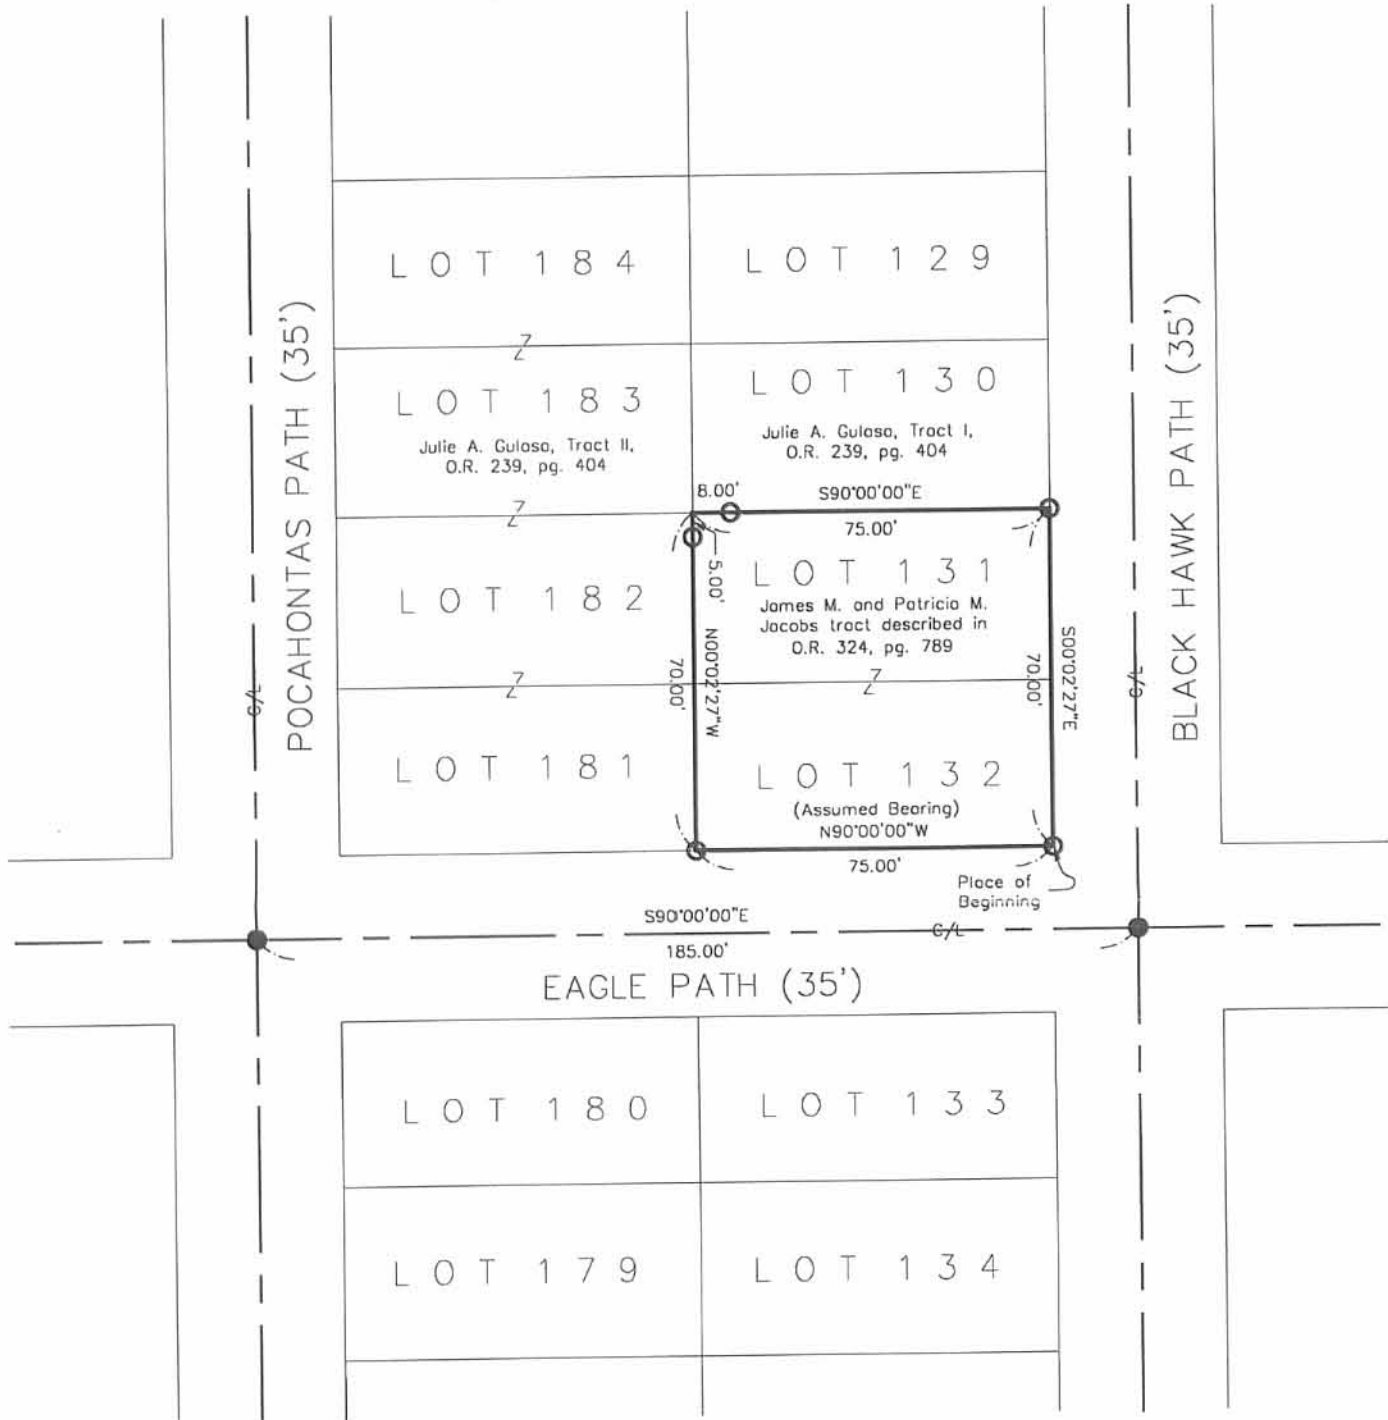 LOT 184
LOT 129
POCAHONTAS PATH (35')
BLACK HAWK PATH (35')
LOT 183
Julie A. Gulosa, Tract II,
O.R. 239, pg. 404
LOT 130
Julie A. Gulosa, Tract I,
O.R. 239, pg. 404
8.00'
S90°00'00"E
75.00'
5.00'
LOT 182
LOT 131
James M. and Patricia M.
Jacobs tract described in
O.R. 324, pg. 789
N00°02'27"W
70.00'
70.00'
S00°02'27"E
C/L
C/L
LOT 181
LOT 132
(Assumed Bearing)
N90°00'00"W
75.00'
Place of
Beginning
S90°00'00"E
185.00'
C/L
EAGLE PATH (35')
LOT 180
LOT 133
LOT 179
LOT 134